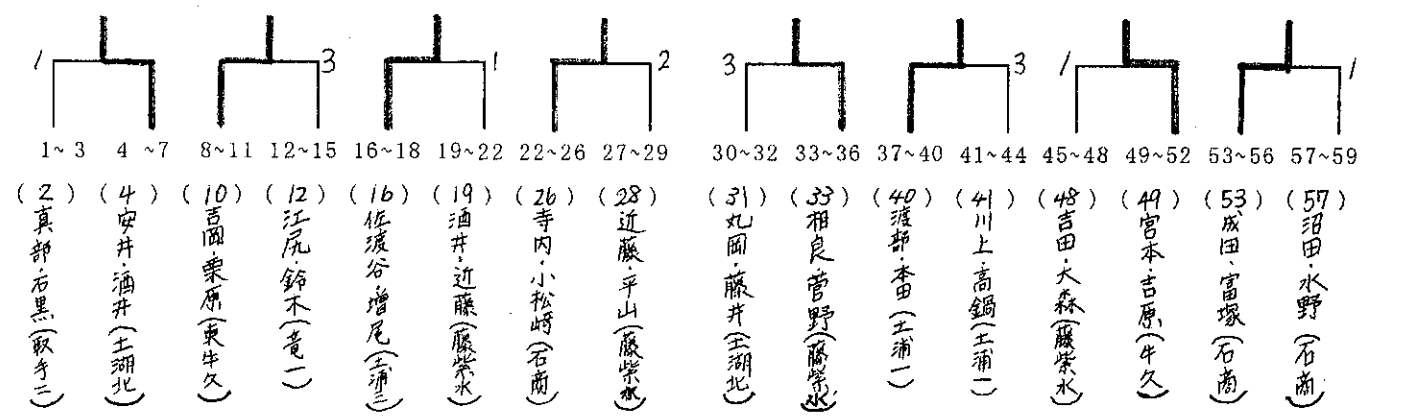 1 3 1 2 3 3 1 1
1~3 4~7 8~11 12~15 16~18 19~22 22~26 27~29 30~32 33~36 37~40 41~44 45~48 49~52 53~56 57~59
(2) (4) (10) (12) (16) (19) (26) (28) (31) (33) (40) (41) (48) (49) (53) (57)
真部・石黒(取手二)
安井・酒井(土湖北)
吉岡・栗原(東牛久)
江尻・鈴木(竜一)
佐渡谷・増尾(土浦三)
酒井・近藤(藤紫水)
寺内・小松崎(石商)
近藤・平山(藤紫水)
丸岡・藤井(土湖北)
相良・菅野(藤紫水)
渡部・本田(土浦一)
川上・高鍋(土浦一)
吉田・大森(藤紫水)
宮本・吉原(牛久)
成田・富塚(石商)
沼田・水野(石商)